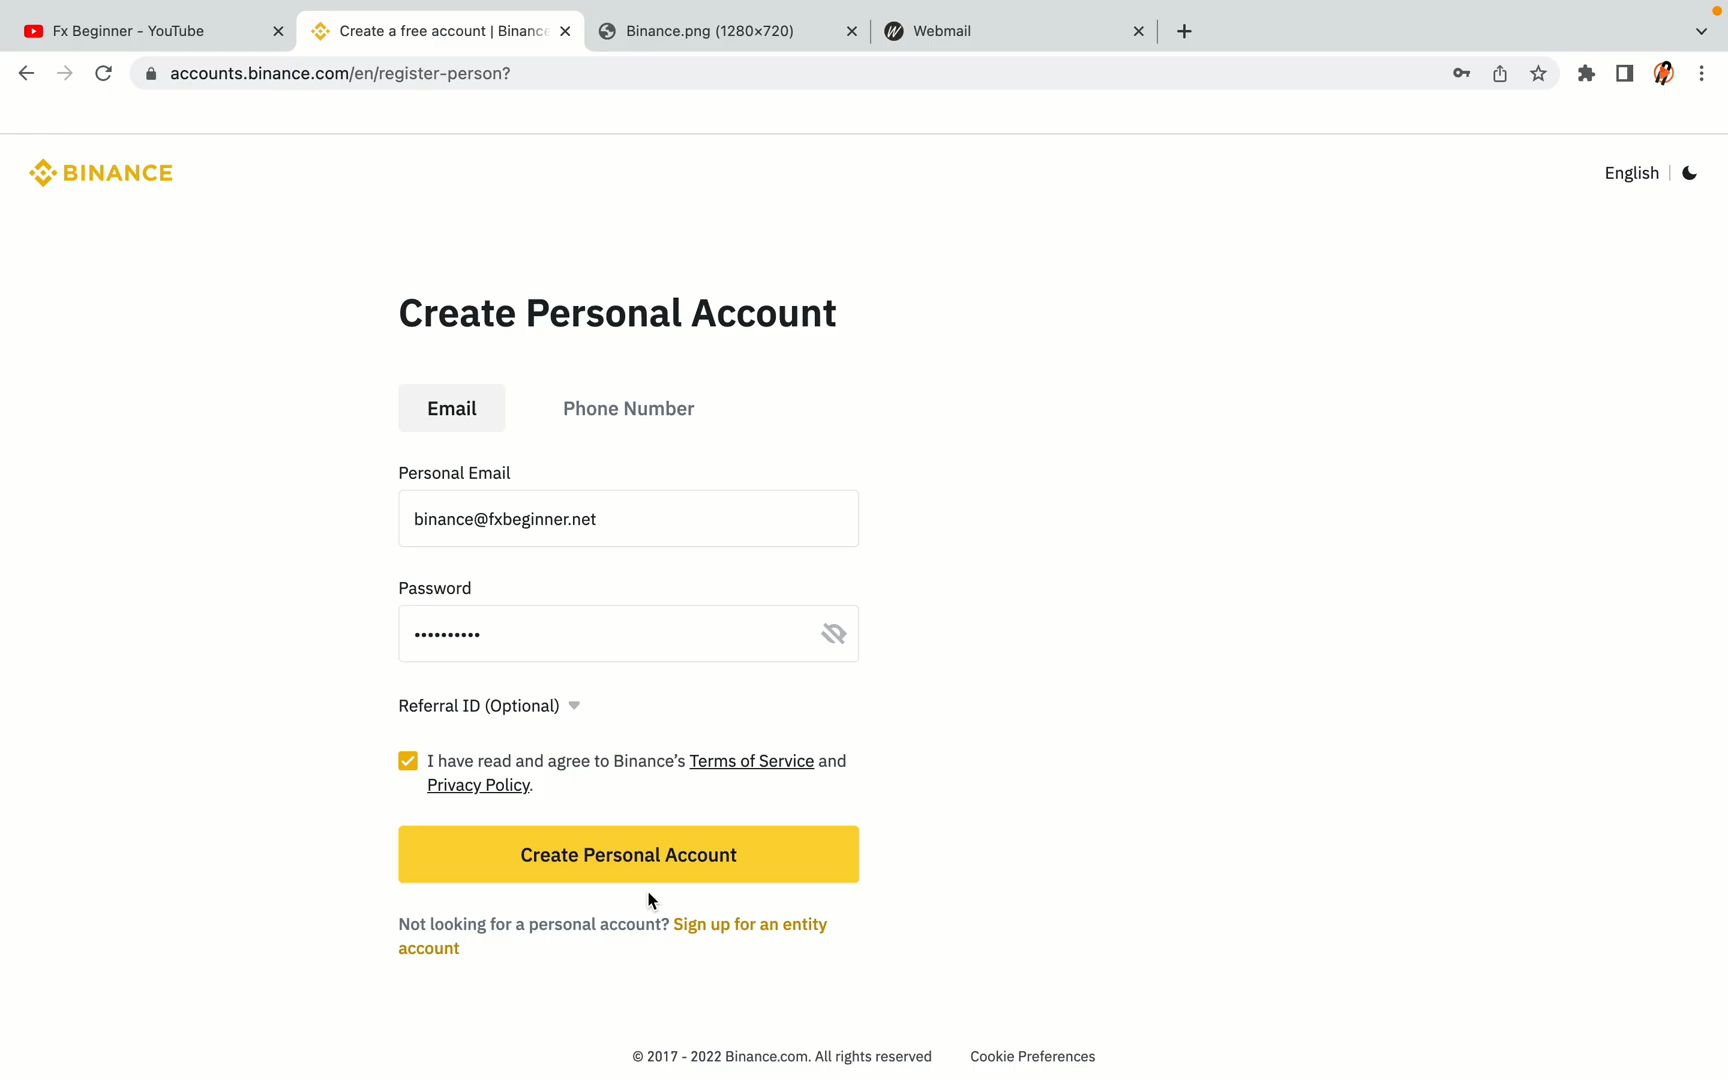 Fx Beginner - YouTube
Create a free account | Binance
Binance.png (1280×720)
Webmail
accounts.binance.com/en/register-person?
BINANCE
English
Create Personal Account
Email
Phone Number
Personal Email
binance@fxbeginner.net
Password
••••••••••
Referral ID (Optional)
I have read and agree to Binance’s Terms of Service and
Privacy Policy.
Create Personal Account
Not looking for a personal account? Sign up for an entity
account
© 2017 - 2022 Binance.com. All rights reserved
Cookie Preferences